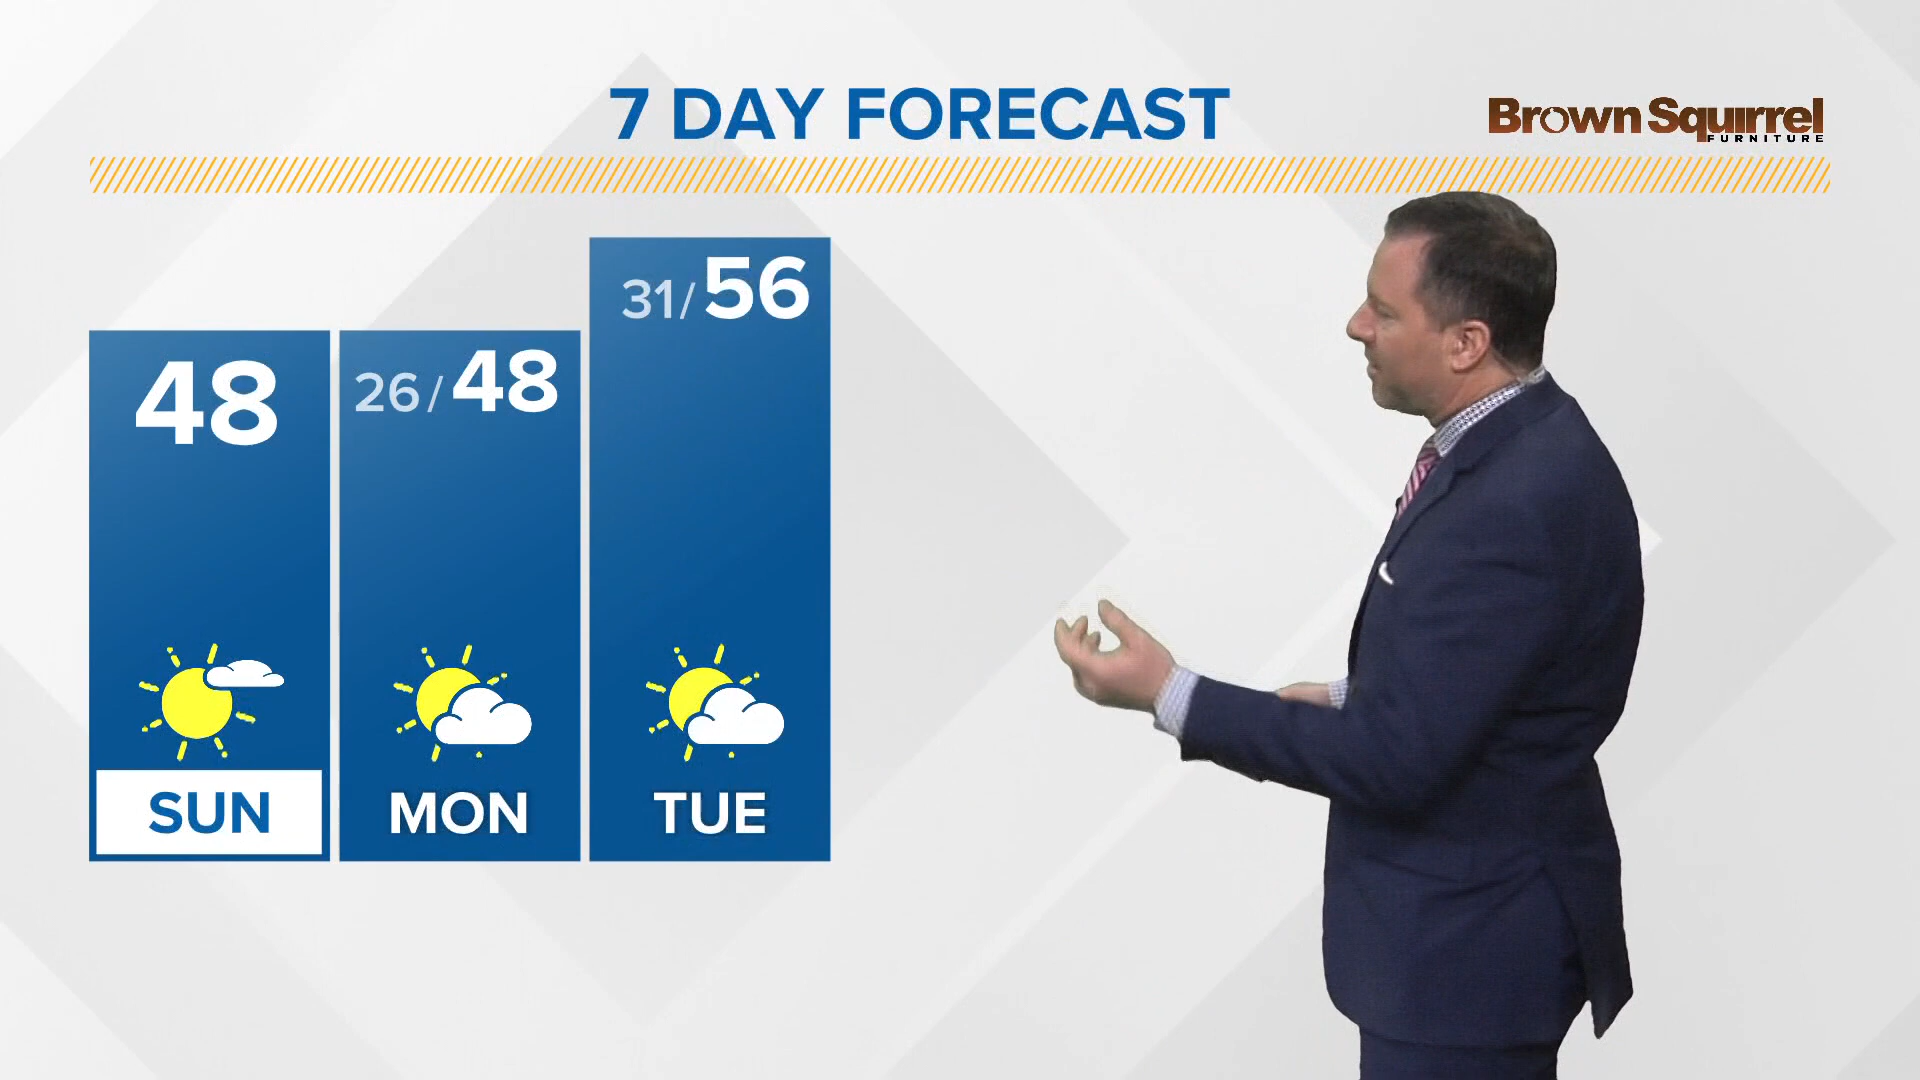 7 DAY FORECAST
Brown Squirrel
FURNITURE
48
26/48
31/56
SUN
MON
TUE